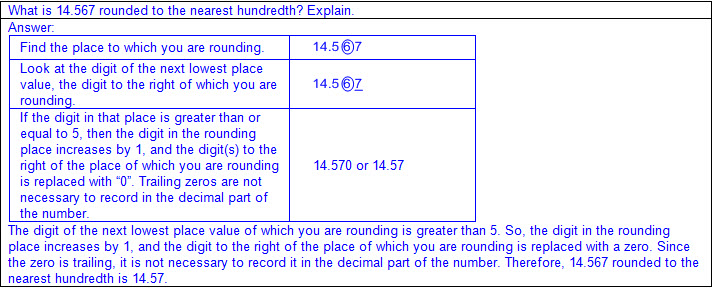 What is 14.567 rounded to the nearest hundredth? Explain.
Answer:
Find the place to which you are rounding.
14.567
Look at the digit of the next lowest place
value, the digit to the right of which you are
rounding.
14.567
If the digit in that place is greater than or
equal to 5, then the digit in the rounding
place increases by 1, and the digit(s) to the
right of the place of which you are rounding
is replaced with “0”. Trailing zeros are not
necessary to record in the decimal part of
the number.
14.570 or 14.57
The digit of the next lowest place value of which you are rounding is greater than 5. So, the digit in the rounding
place increases by 1, and the digit to the right of the place of which you are rounding is replaced with a zero. Since
the zero is trailing, it is not necessary to record it in the decimal part of the number. Therefore, 14.567 rounded to the
nearest hundredth is 14.57.